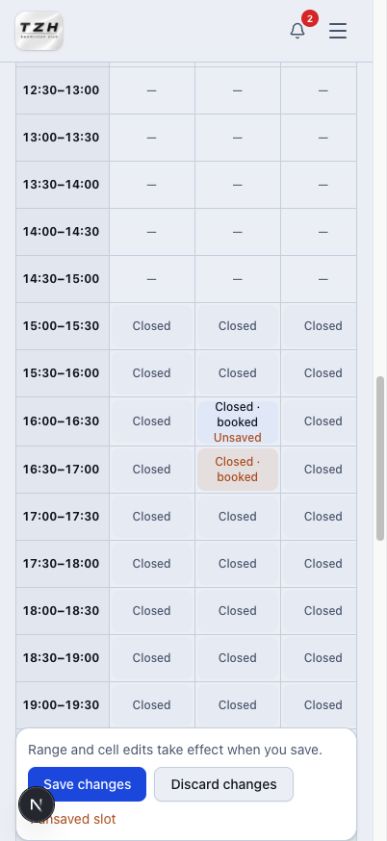 TZH
2
12:30–13:00 — — —
13:00–13:30 — — —
13:30–14:00 — — —
14:00–14:30 — — —
14:30–15:00 — — —
15:00–15:30 Closed Closed Closed
15:30–16:00 Closed Closed Closed
16:00–16:30 Closed Closed · booked Unsaved Closed
16:30–17:00 Closed Closed · booked Closed
17:00–17:30 Closed Closed Closed
17:30–18:00 Closed Closed Closed
18:00–18:30 Closed Closed Closed
18:30–19:00 Closed Closed Closed
19:00–19:30 Closed Closed Closed
Range and cell edits take effect when you save.
Save changes Discard changes
N
unsaved slot